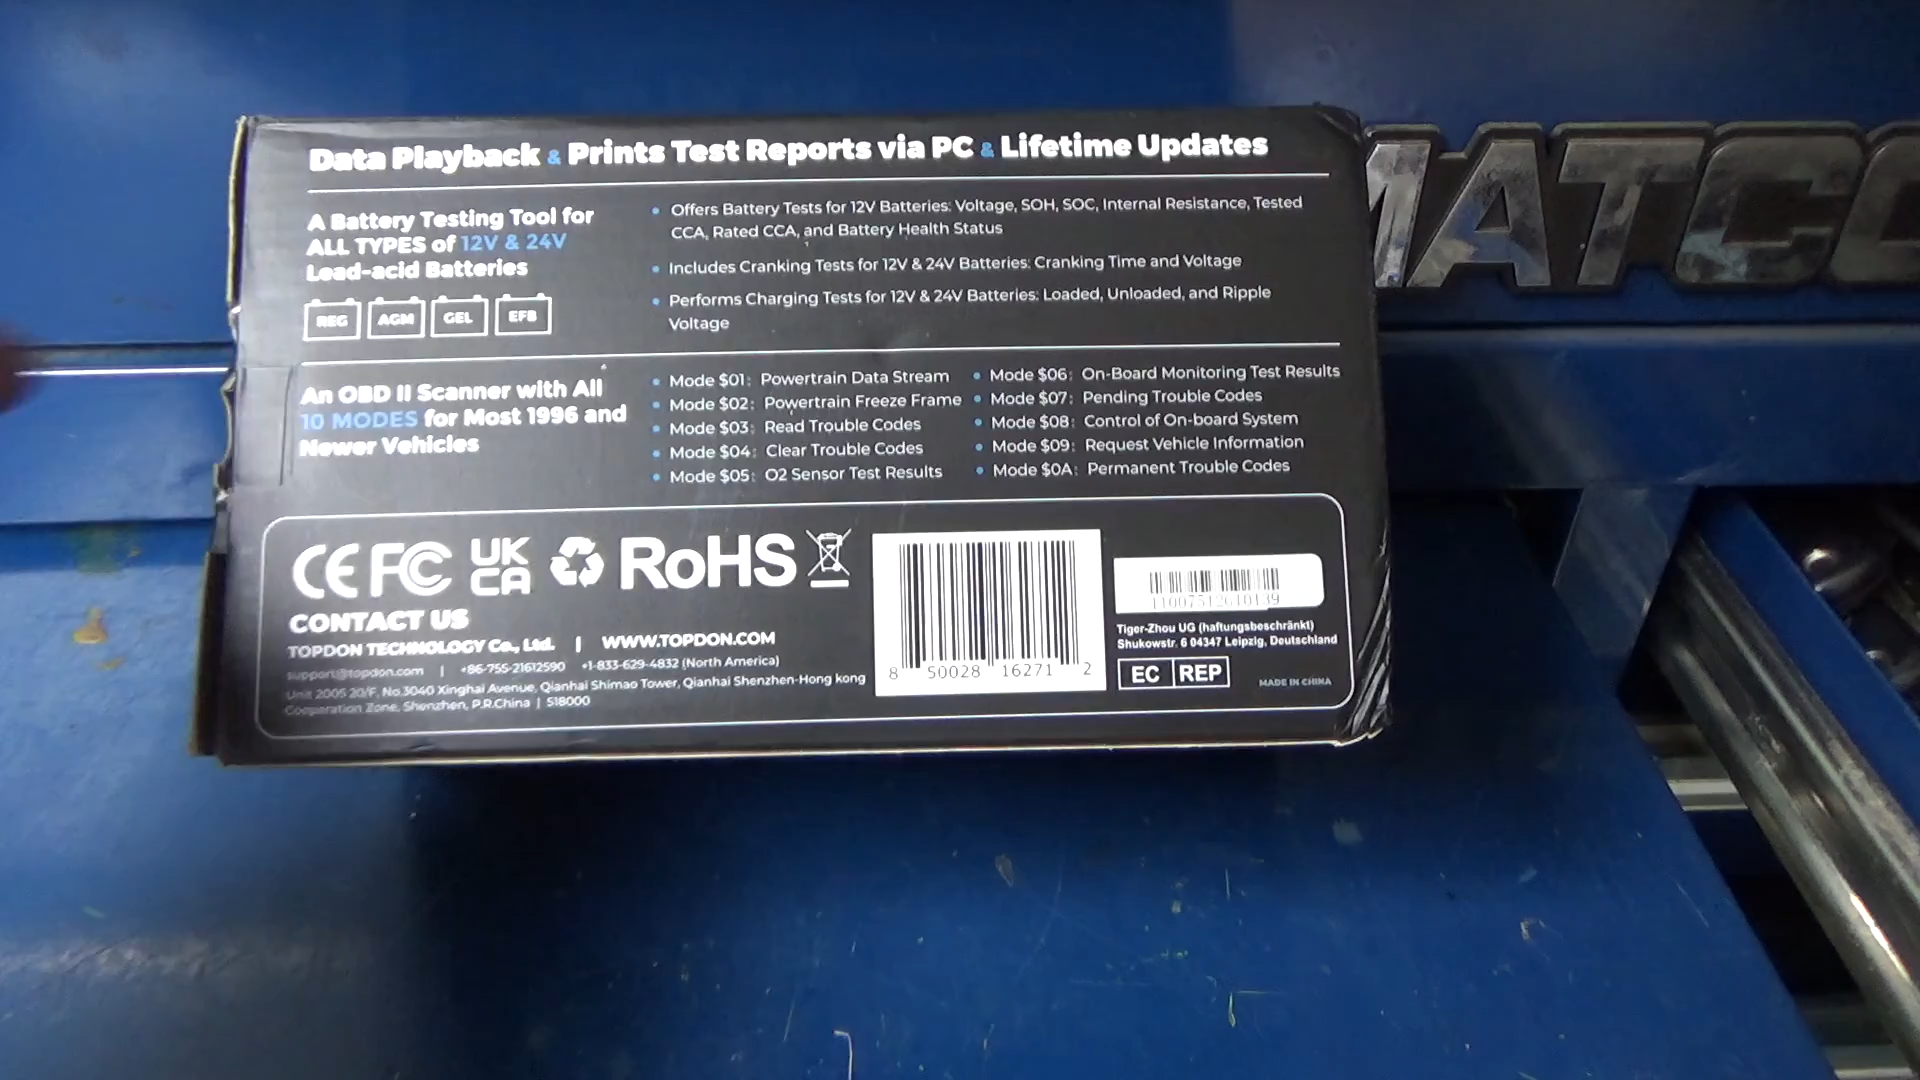 Data Playback & Prints Test Reports via PC & Lifetime Updates
A Battery Testing Tool for
ALL TYPES of 12V & 24V
Lead-acid Batteries
REG AGM GEL EFB
• Offers Battery Tests for 12V Batteries: Voltage, SOH, SOC, Internal Resistance, Tested
CCA, Rated CCA, and Battery Health Status
• Includes Cranking Tests for 12V & 24V Batteries: Cranking Time and Voltage
• Performs Charging Tests for 12V & 24V Batteries: Loaded, Unloaded, and Ripple
Voltage
An OBD II Scanner with All
10 MODES for Most 1996 and
Newer Vehicles
• Mode $01: Powertrain Data Stream
• Mode $02: Powertrain Freeze Frame
• Mode $03: Read Trouble Codes
• Mode $04: Clear Trouble Codes
• Mode $05: O2 Sensor Test Results
• Mode $06: On-Board Monitoring Test Results
• Mode $07: Pending Trouble Codes
• Mode $08: Control of On-board System
• Mode $09: Request Vehicle Information
• Mode $0A: Permanent Trouble Codes
CE FC UK CA RoHS
CONTACT US
TOPDON TECHNOLOGY Co., Ltd. | WWW.TOPDON.COM
support@topdon.com | +86-755-21612590 +1-833-629-4832 (North America)
Unit 2005 20/F, No.3040 Xinghai Avenue, Qianhai Shimao Tower, Qianhai Shenzhen-Hong kong
Cooperation Zone, Shenzhen, P.R.China | 518000
8 50028 16271 2
Tiger-Zhou UG (haftungsbeschränkt)
Shukowstr. 6 04347 Leipzig, Deutschland
EC REP
MADE IN CHINA
MATCO